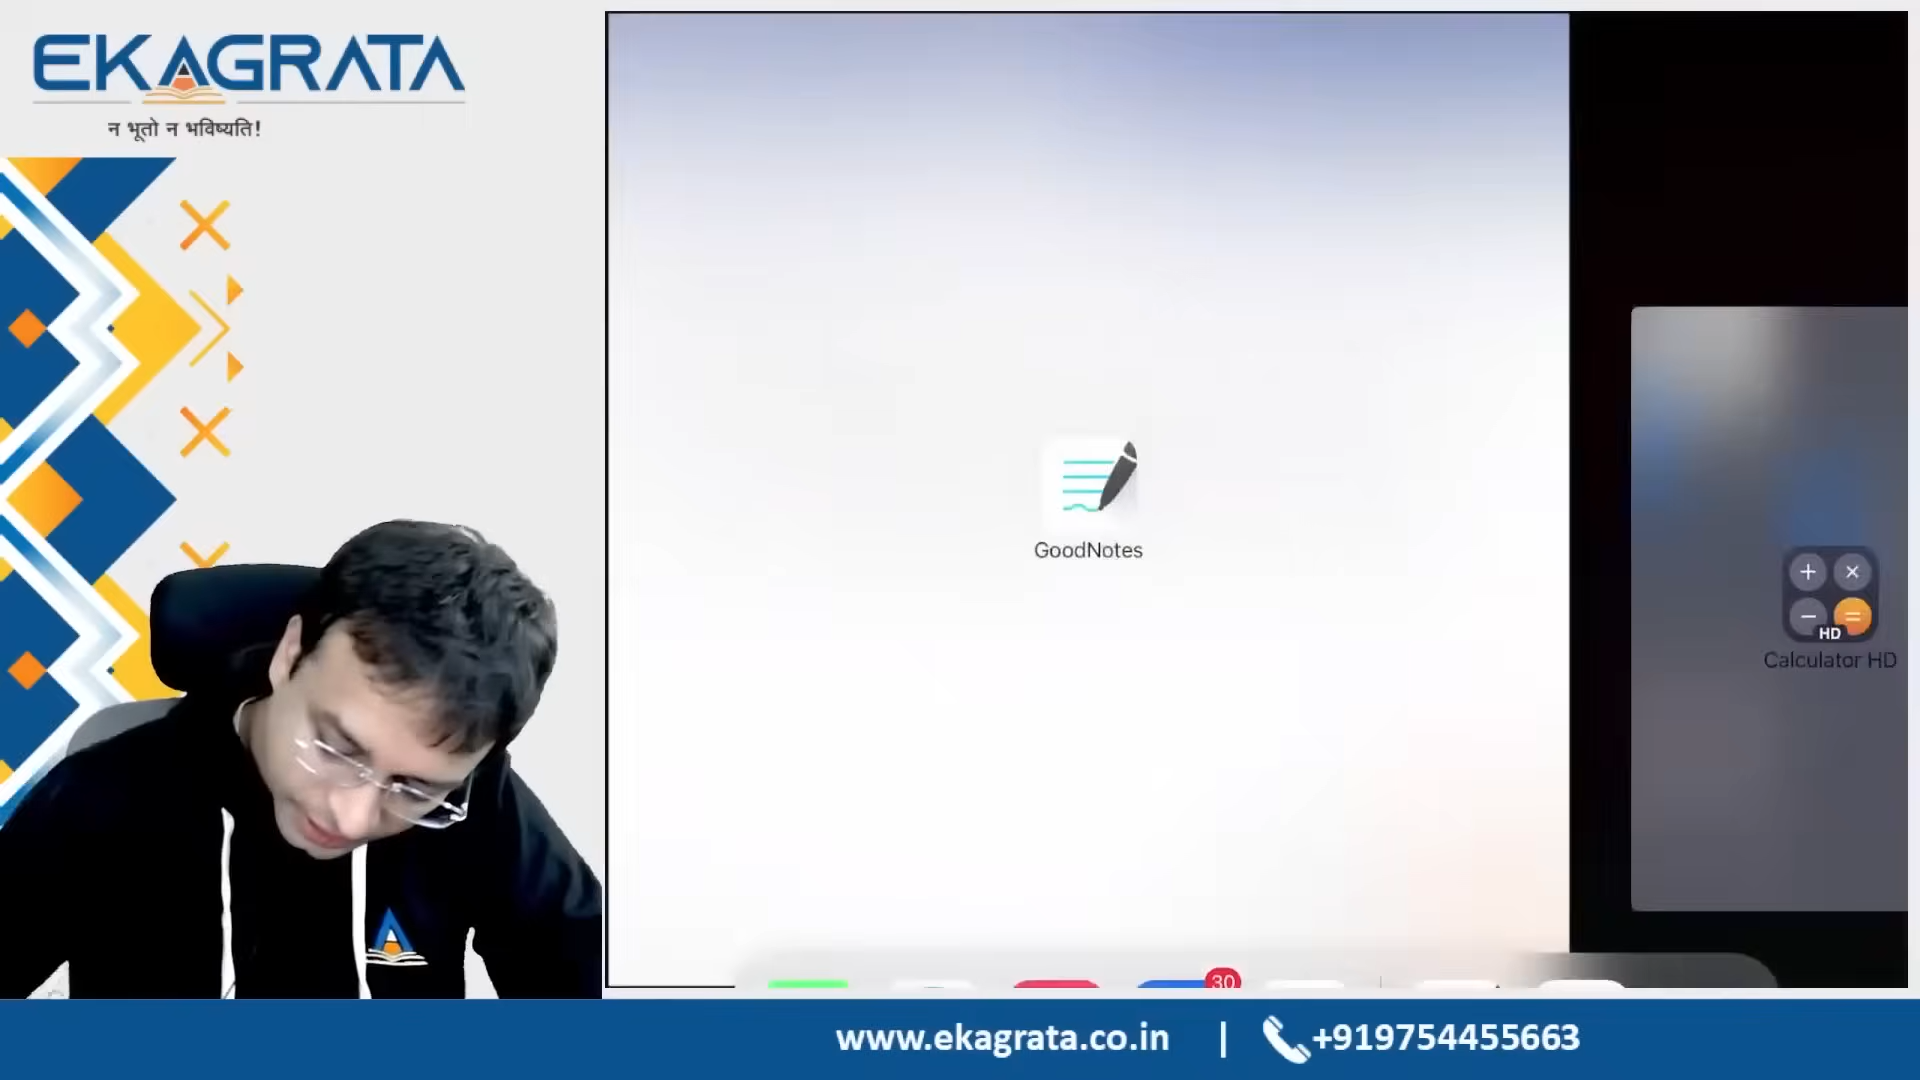 EKAGRATA
न भूतो न भविष्यति!
GoodNotes
HD
Calculator HD
30
www.ekagrata.co.in | +919754455663